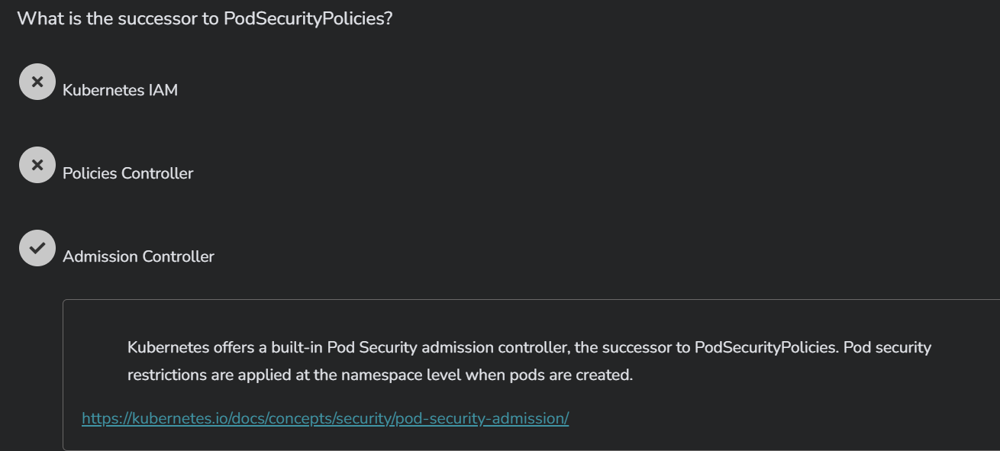 What is the successor to PodSecurityPolicies?
Kubernetes IAM
Policies Controller
Admission Controller
Kubernetes offers a built-in Pod Security admission controller, the successor to PodSecurityPolicies. Pod security
restrictions are applied at the namespace level when pods are created.
https://kubernetes.io/docs/concepts/security/pod-security-admission/